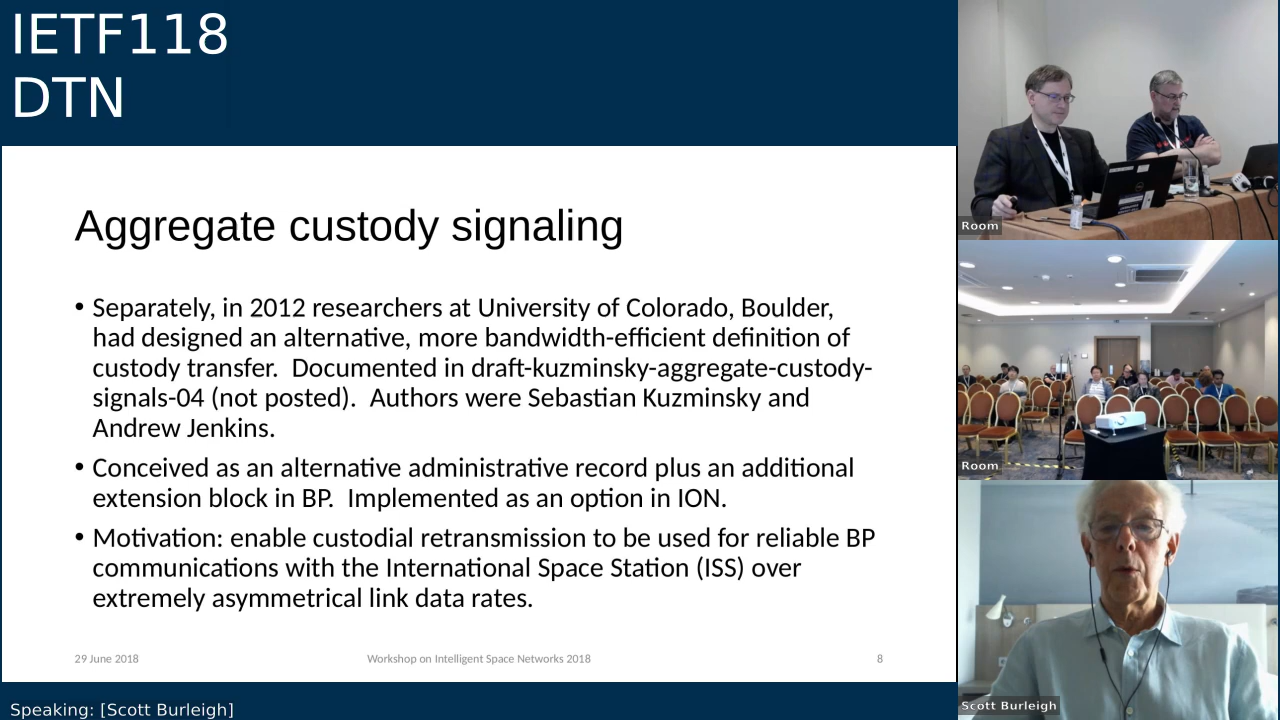 IETF118
DTN
Aggregate custody signaling
• Separately, in 2012 researchers at University of Colorado, Boulder,
had designed an alternative, more bandwidth-efficient definition of
custody transfer.  Documented in draft-kuzminsky-aggregate-custody-
signals-04 (not posted).  Authors were Sebastian Kuzminsky and
Andrew Jenkins.
• Conceived as an alternative administrative record plus an additional
extension block in BP.  Implemented as an option in ION.
• Motivation: enable custodial retransmission to be used for reliable BP
communications with the International Space Station (ISS) over
extremely asymmetrical link data rates.
29 June 2018
Workshop on Intelligent Space Networks 2018
8
Speaking: [Scott Burleigh]
Room
Room
Scott Burleigh